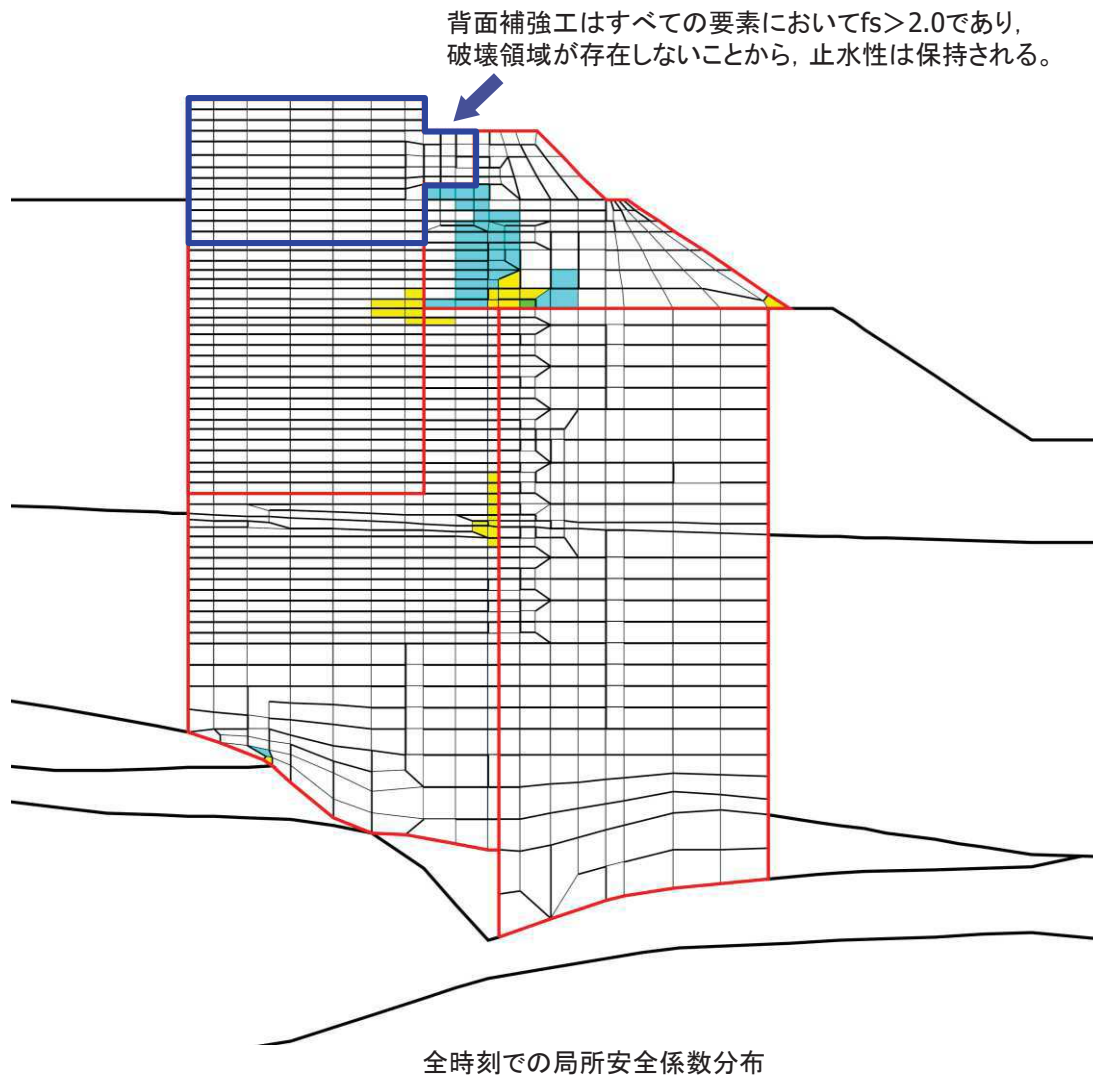 背面補強工はすべての要素においてfs＞2.0であり，
破壊領域が存在しないことから，止水性は保持される。
全時刻での局所安全係数分布